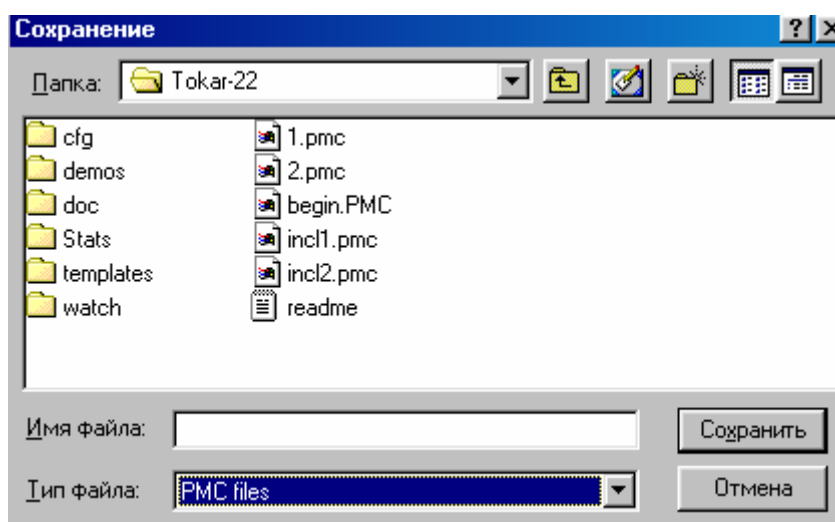 Сохранение
Папка: Tokar-22
cfg
demos
doc
Stats
templates
watch
1.pmc
2.pmc
begin.PMC
incl1.pmc
incl2.pmc
readme
Имя файла:
Сохранить
Тип файла: PMC files
Отмена